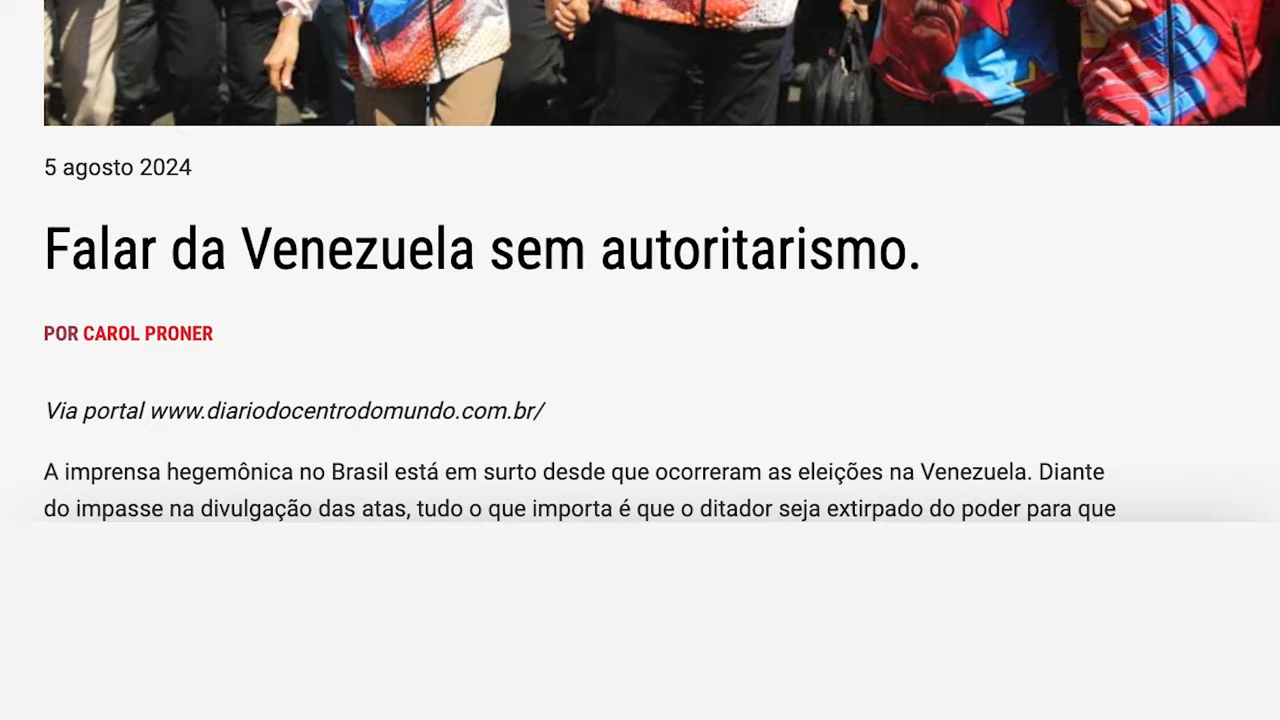 5 agosto 2024
Falar da Venezuela sem autoritarismo.
POR CAROL PRONER
Via portal www.diariodocentrodomundo.com.br/
A imprensa hegemônica no Brasil está em surto desde que ocorreram as eleições na Venezuela. Diante
do impasse na divulgação das atas, tudo o que importa é que o ditador seja extirpado do poder para que